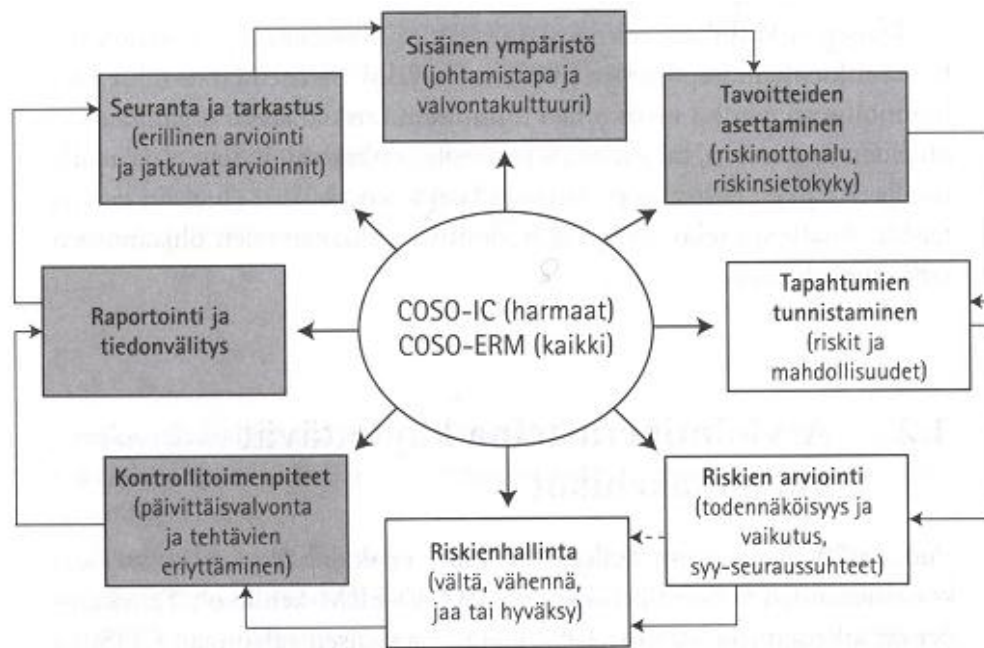 Sisäinen ympäristö
(johtamistapa ja
valvontakulttuuri)
Seuranta ja tarkastus
(erillinen arviointi
ja jatkuvat arvioinnit)
Tavoitteiden
asettaminen
(riskinottohalu,
riskinsietokyky)
Raportointi ja
tiedonvälitys
COSO-IC (harmaat)
COSO-ERM (kaikki)
Tapahtumien
tunnistaminen
(riskit ja
mahdollisuudet)
Kontrollitoimenpiteet
(päivittäisvalvonta
ja tehtävien
eriyttäminen)
Riskienhallinta
(vältä, vähennä,
jaa tai hyväksy)
Riskien arviointi
(todennäköisyys ja
vaikutus,
syy-seuraussuhteet)